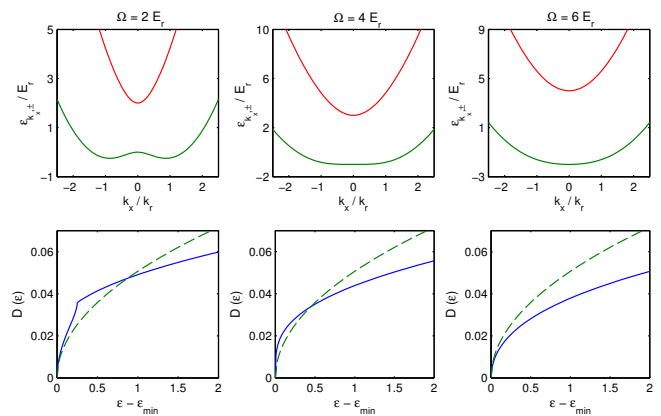 Ω = 2 E_r
Ω = 4 E_r
Ω = 6 E_r
5
3
1
−1
ε_{k_x,±} / E_r
−2 −1 0 1 2
k_x / k_r
10
6
2
−2
ε_{k_x,±} / E_r
−2 −1 0 1 2
k_x / k_r
9
5
1
−3
ε_{k_x,±} / E_r
−2 −1 0 1 2
k_x / k_r
0.06
0.04
0.02
0
D (ε)
0 0.5 1 1.5 2
ε − ε_min
0.06
0.04
0.02
0
D (ε)
0 0.5 1 1.5 2
ε − ε_min
0.06
0.04
0.02
0
D (ε)
0 0.5 1 1.5 2
ε − ε_min